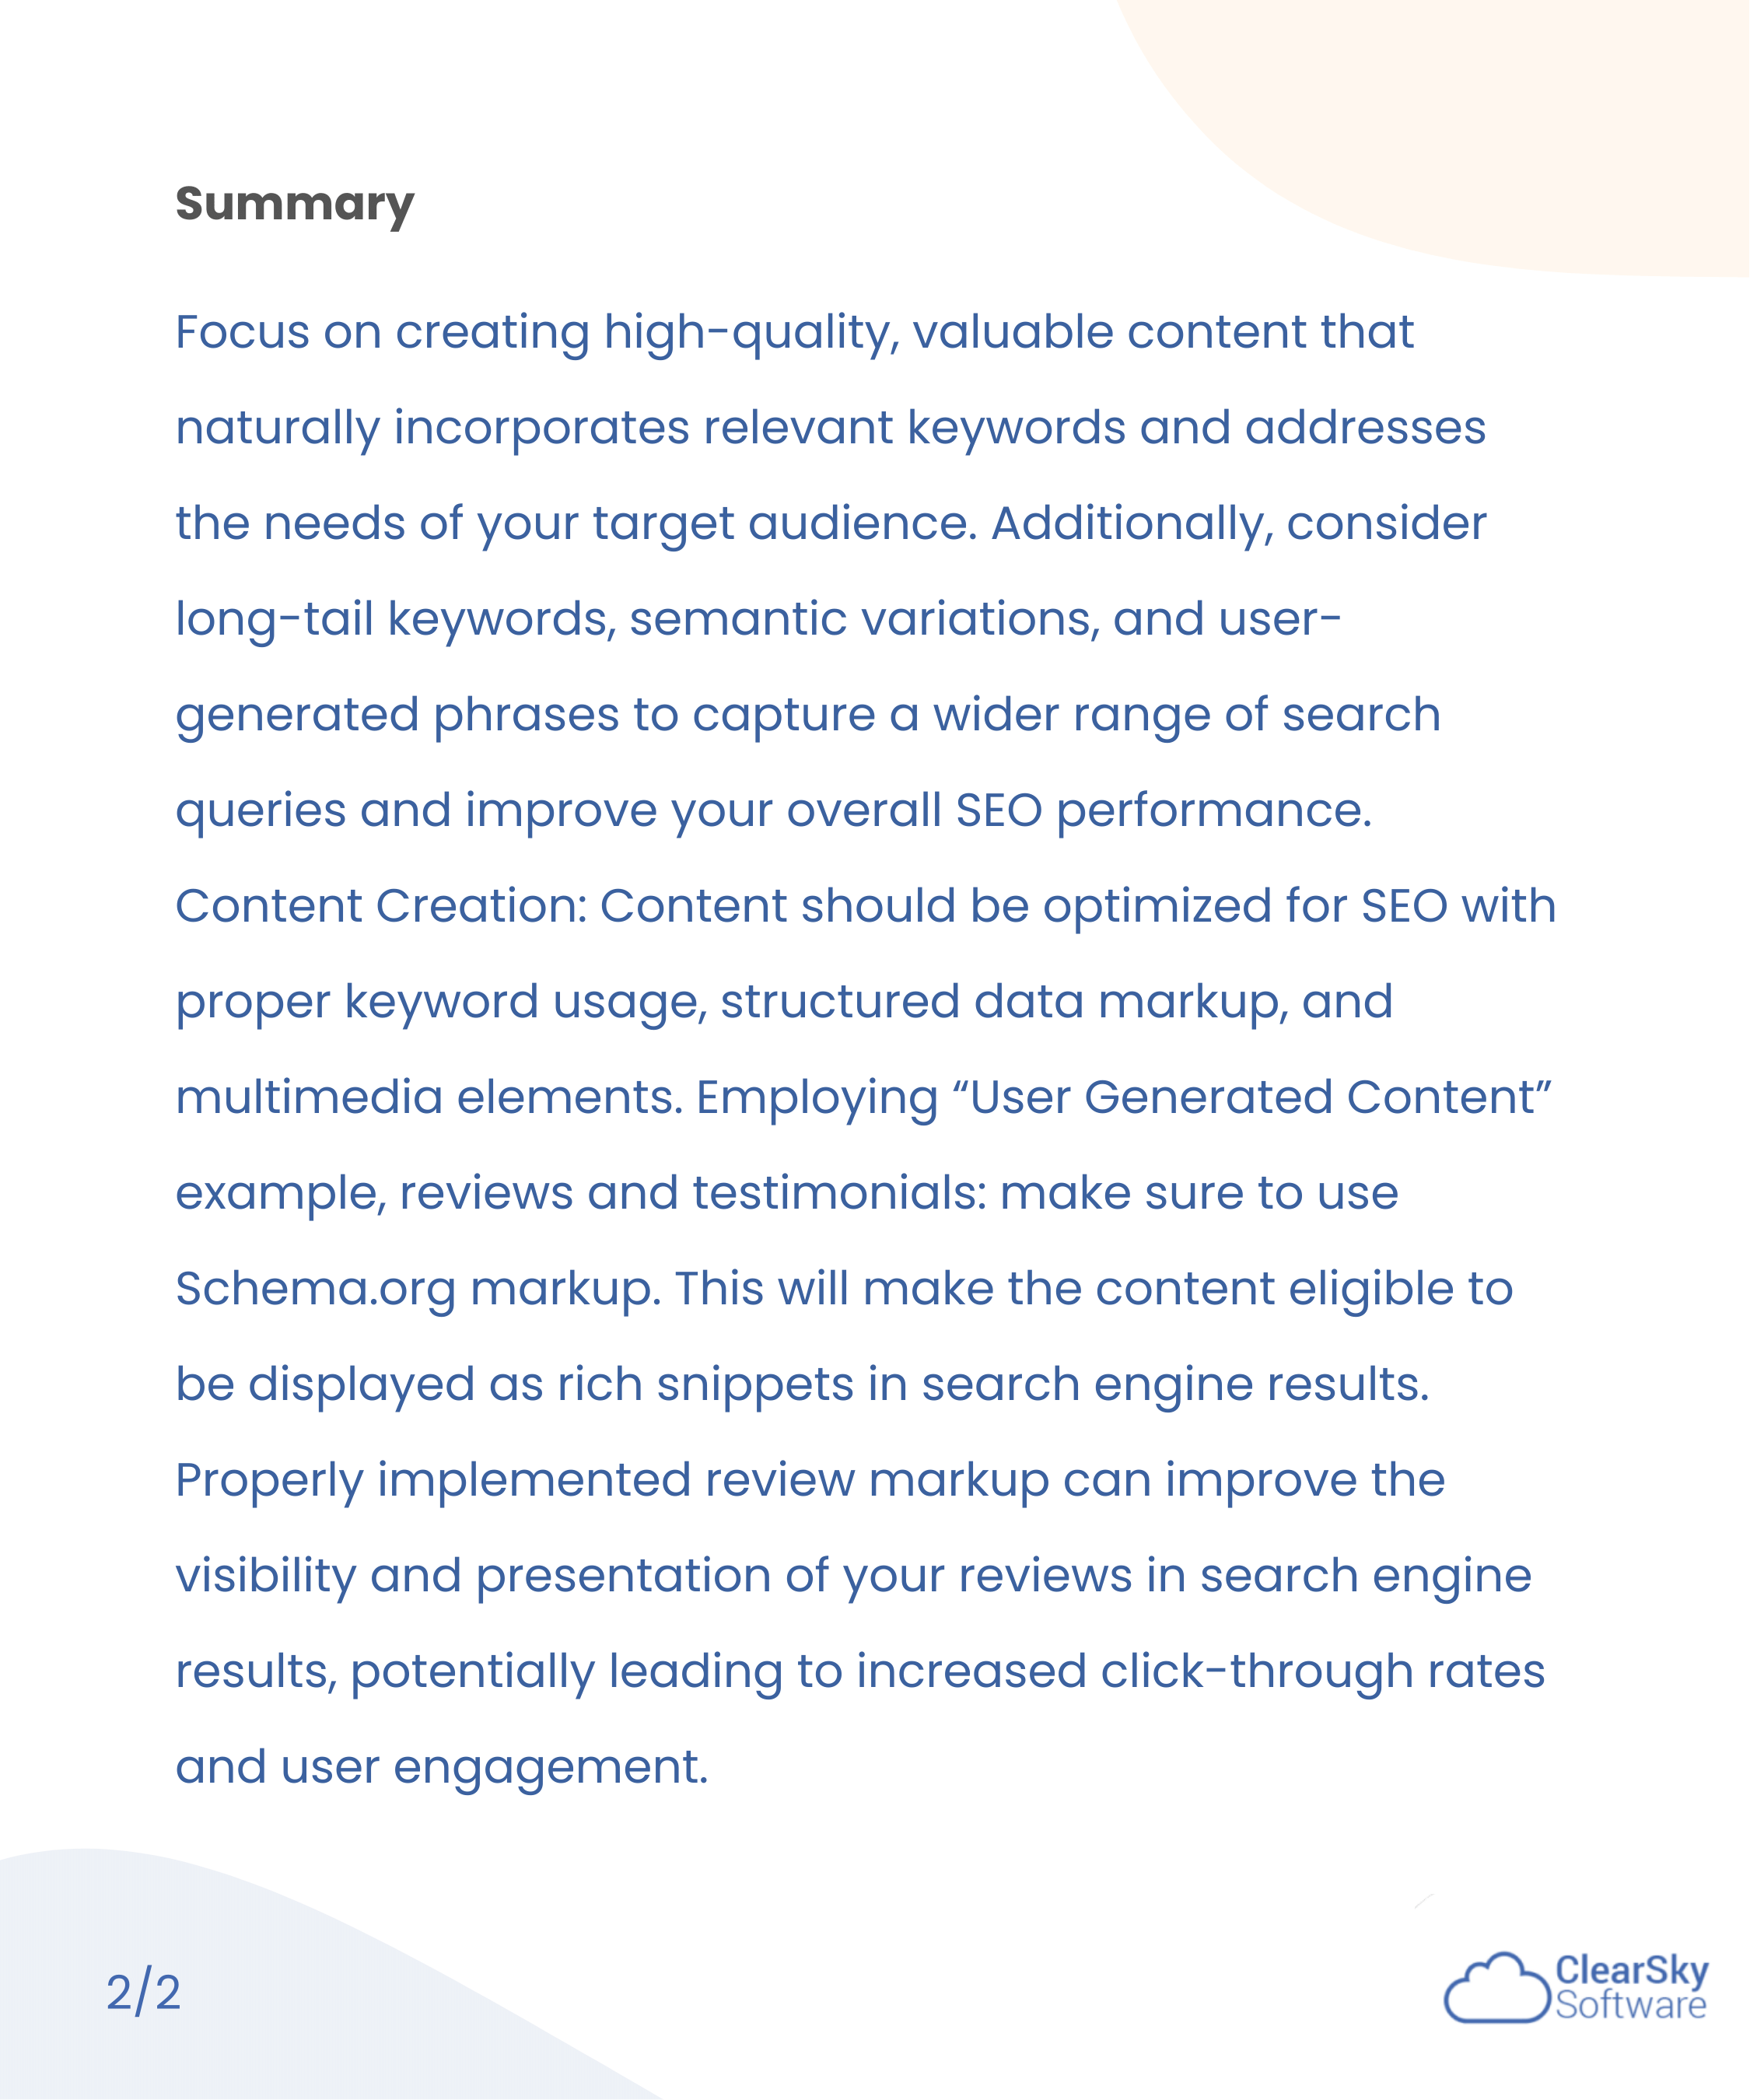 Summary
Focus on creating high-quality, valuable content that
naturally incorporates relevant keywords and addresses
the needs of your target audience. Additionally, consider
long-tail keywords, semantic variations, and user-
generated phrases to capture a wider range of search
queries and improve your overall SEO performance.
Content Creation: Content should be optimized for SEO with
proper keyword usage, structured data markup, and
multimedia elements. Employing “User Generated Content”
example, reviews and testimonials: make sure to use
Schema.org markup. This will make the content eligible to
be displayed as rich snippets in search engine results.
Properly implemented review markup can improve the
visibility and presentation of your reviews in search engine
results, potentially leading to increased click-through rates
and user engagement.
2/2
ClearSky
Software